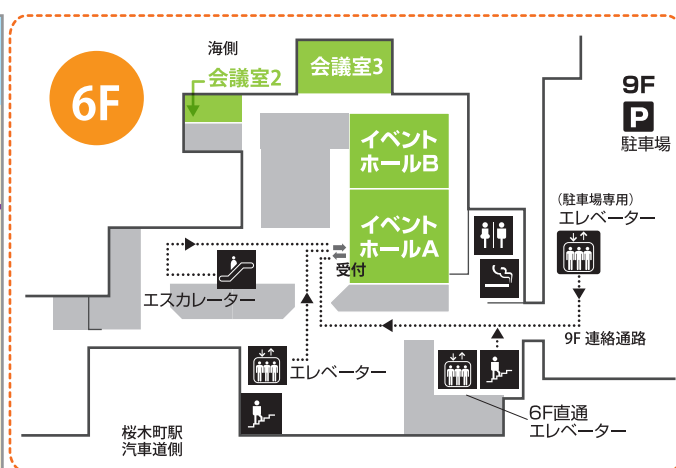 6F
海側
会議室2
会議室3
イベント
ホールB
イベント
ホールA
受付
エスカレーター
エレベーター
桜木町駅
汽車道側
9F
P
駐車場
(駐車場専用)
エレベーター
9F 連絡通路
6F直通
エレベーター